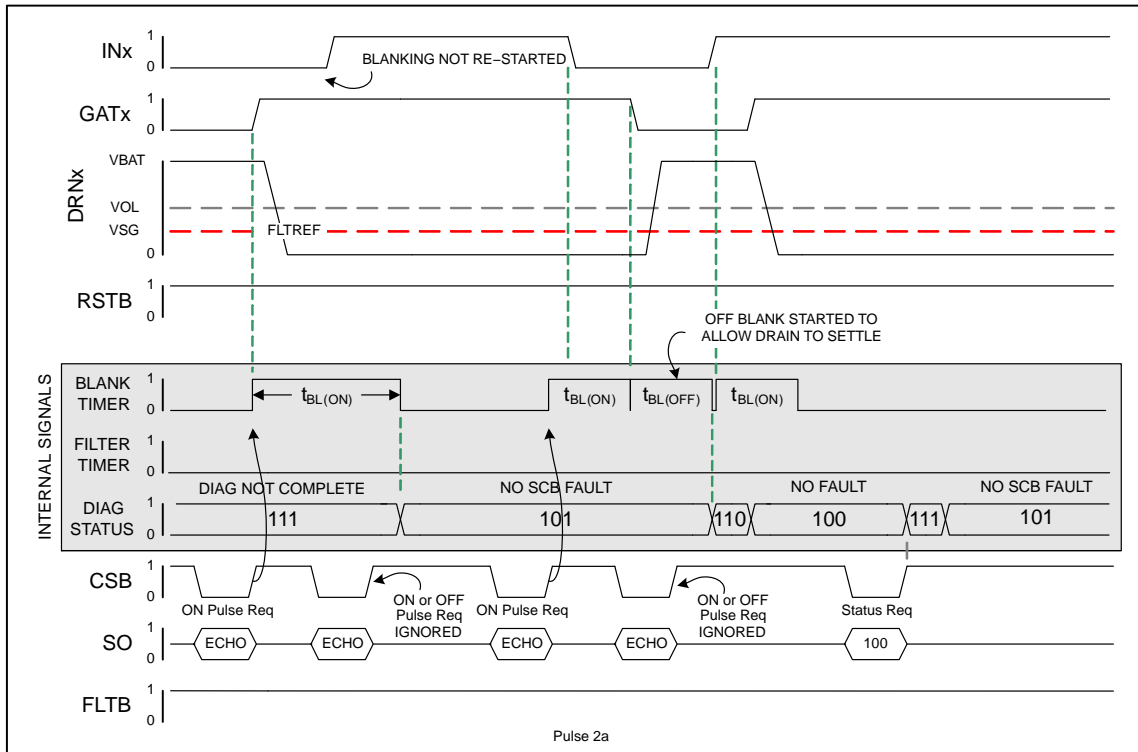 INx
1
0
BLANKING NOT RE−STARTED
GATx
1
0
DRNx
VBAT
VOL
VSG
FLTREF
0
RSTB
1
0
OFF BLANK STARTED TO
ALLOW DRAIN TO SETTLE
INTERNAL SIGNALS
BLANK
TIMER
1
0
tBL(ON)
tBL(ON)
tBL(OFF)
tBL(ON)
FILTER
TIMER
1
0
DIAG NOT COMPLETE
NO SCB FAULT
NO FAULT
NO SCB FAULT
DIAG
STATUS
1
0
111
101
110
100
111
101
CSB
1
0
ON Pulse Req
ON or OFF
Pulse Req
IGNORED
ON Pulse Req
ON or OFF
Pulse Req
IGNORED
Status Req
SO
1
0
ECHO
ECHO
ECHO
ECHO
100
FLTB
1
0
Pulse 2a